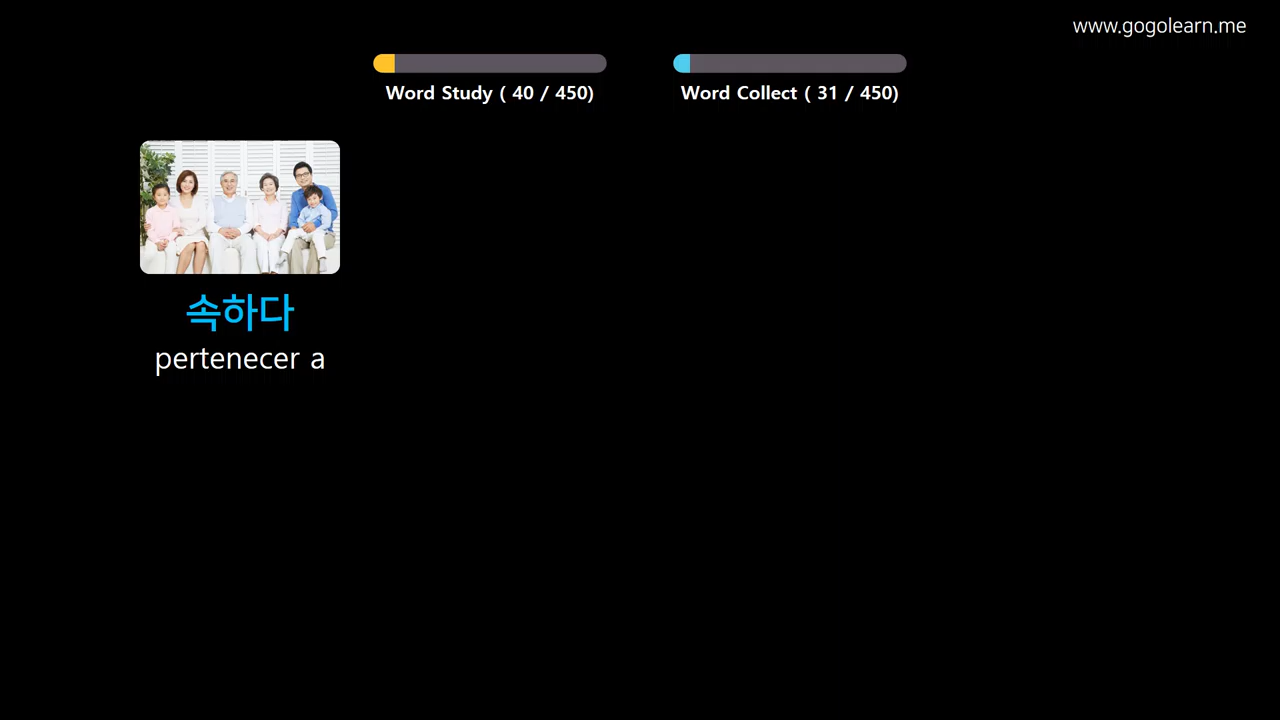 www.gogolearn.me
Word Study ( 40 / 450)
Word Collect ( 31 / 450)
속하다
pertenecer a